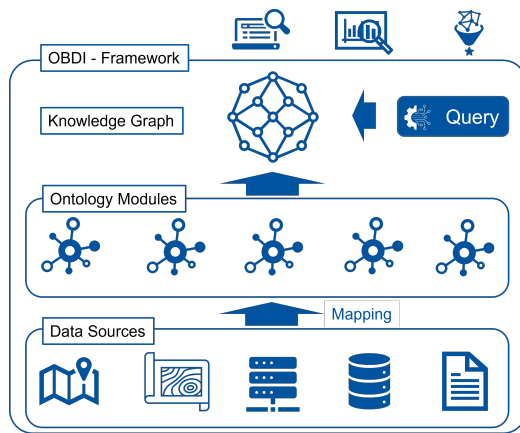 OBDI - Framework
Knowledge Graph
Query
Ontology Modules
Mapping
Data Sources